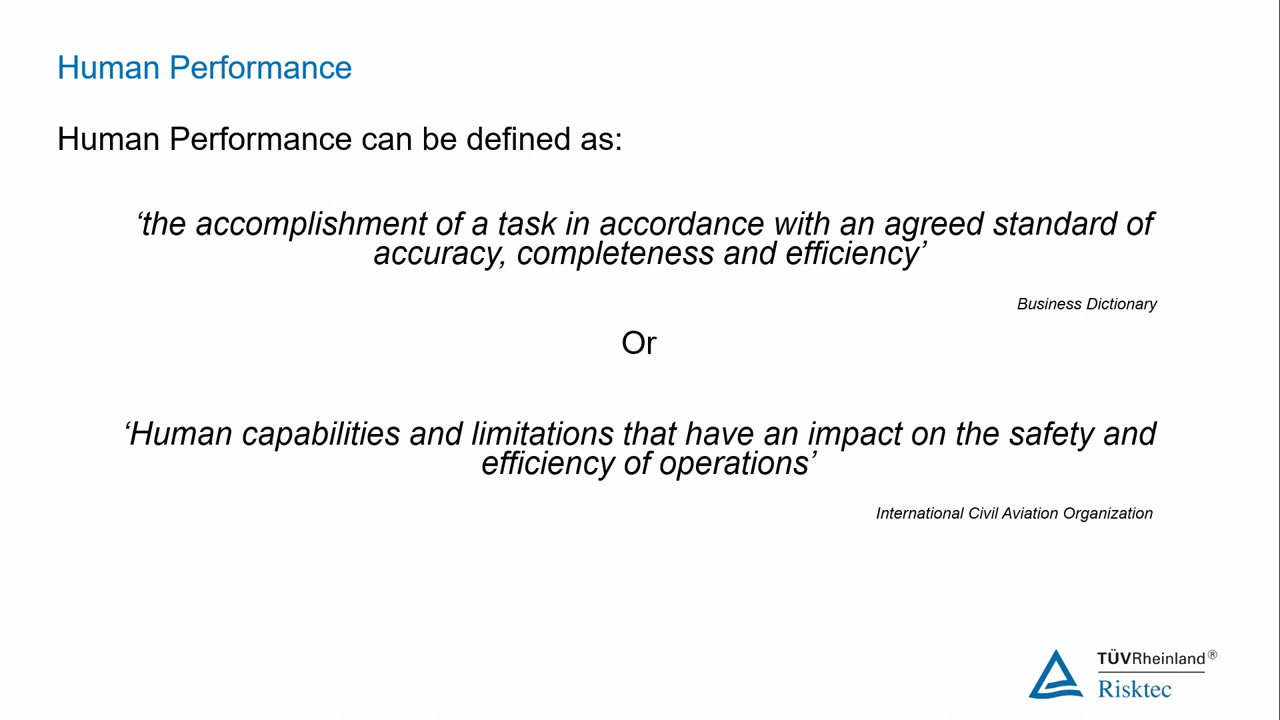 Human Performance
Human Performance can be defined as:
‘the accomplishment of a task in accordance with an agreed standard of
accuracy, completeness and efficiency’
Business Dictionary
Or
‘Human capabilities and limitations that have an impact on the safety and
efficiency of operations’
International Civil Aviation Organization
TÜVRheinland®
Risktec